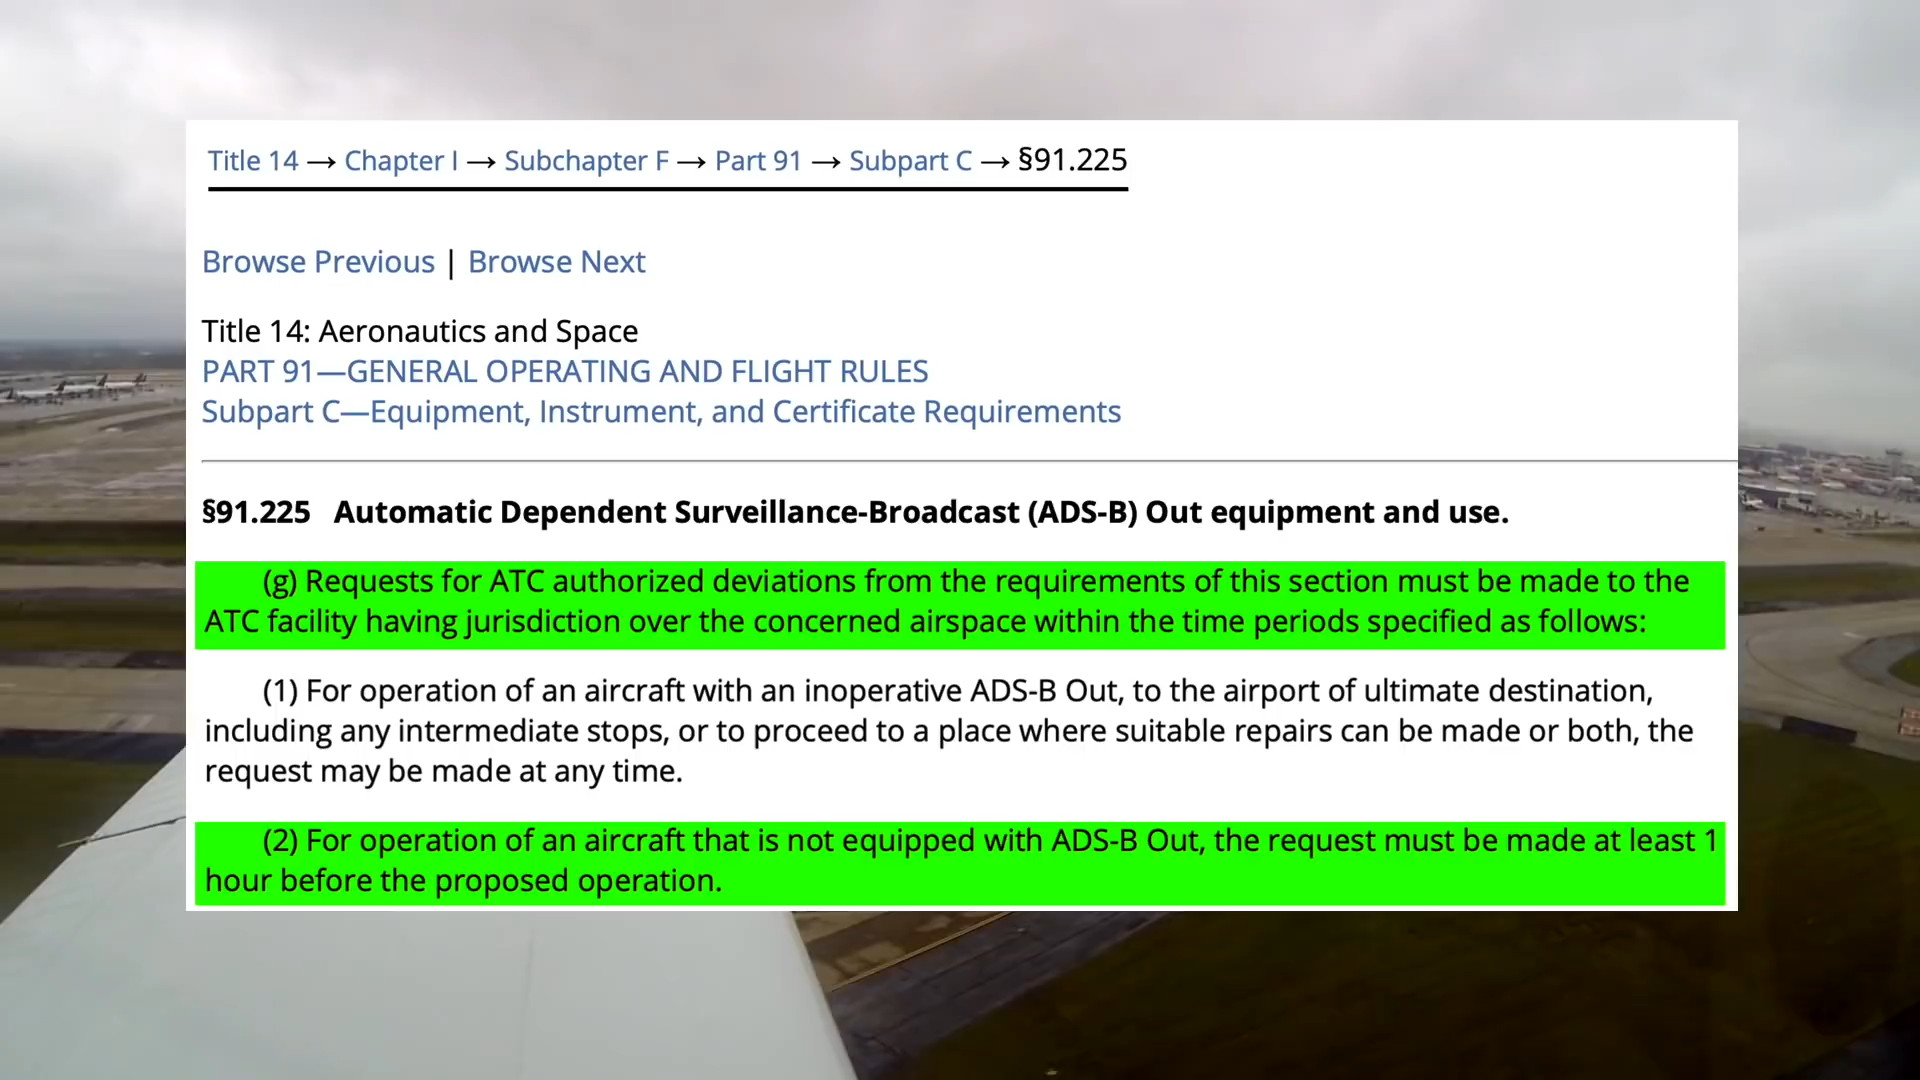 Title 14 → Chapter I → Subchapter F → Part 91 → Subpart C → §91.225
Browse Previous | Browse Next
Title 14: Aeronautics and Space
PART 91—GENERAL OPERATING AND FLIGHT RULES
Subpart C—Equipment, Instrument, and Certificate Requirements
§91.225 Automatic Dependent Surveillance-Broadcast (ADS-B) Out equipment and use.
(g) Requests for ATC authorized deviations from the requirements of this section must be made to the
ATC facility having jurisdiction over the concerned airspace within the time periods specified as follows:
(1) For operation of an aircraft with an inoperative ADS-B Out, to the airport of ultimate destination,
including any intermediate stops, or to proceed to a place where suitable repairs can be made or both, the
request may be made at any time.
(2) For operation of an aircraft that is not equipped with ADS-B Out, the request must be made at least 1
hour before the proposed operation.